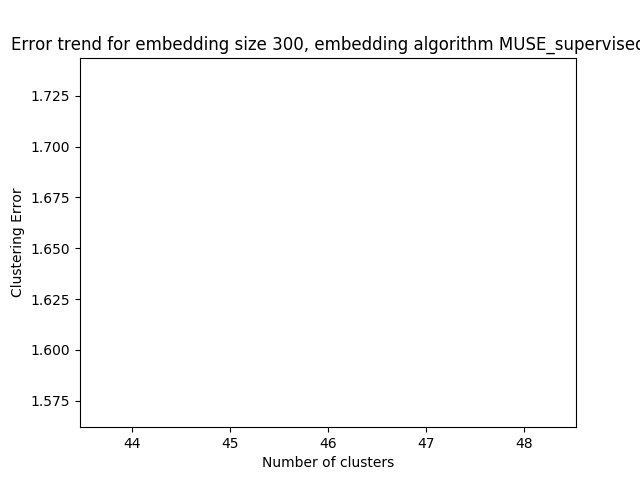 Error trend for embedding size 300, embedding algorithm MUSE_supervised
1.725
1.700
1.675
1.650
1.625
1.600
1.575
Clustering Error
44 45 46 47 48
Number of clusters